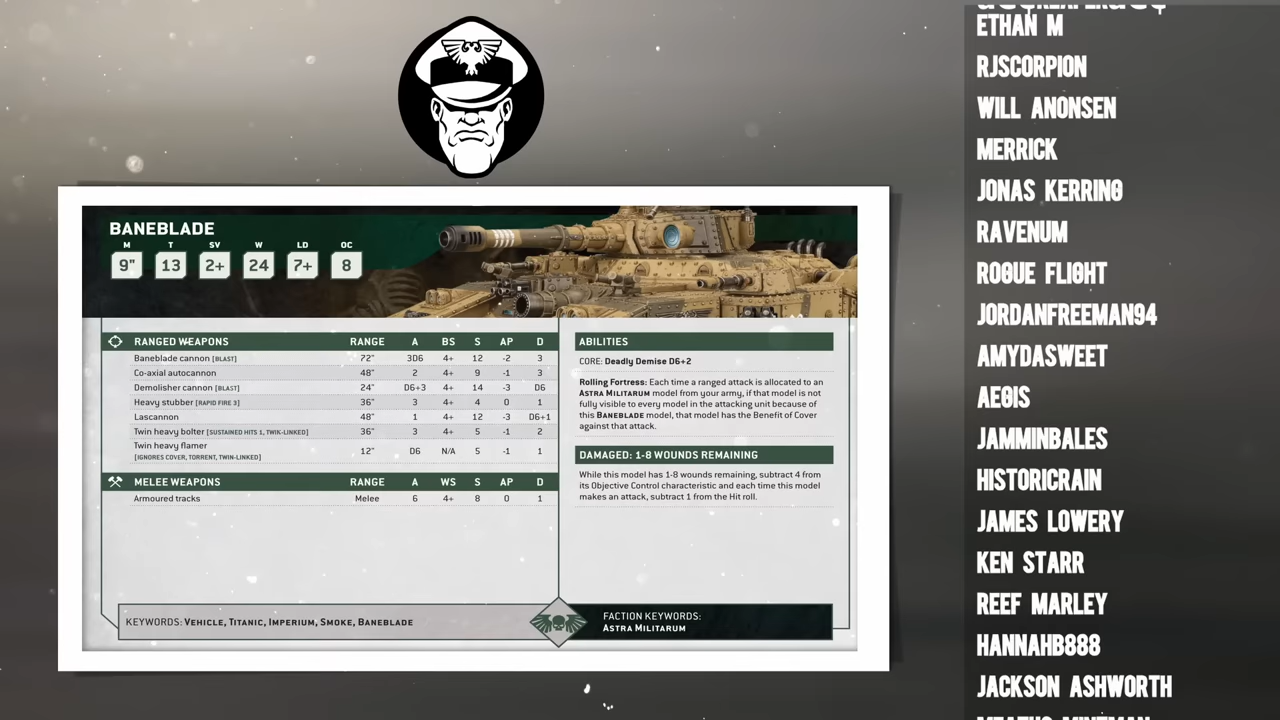 BANEBLADE
M T SV W LD OC
9" 13 2+ 24 7+ 8
RANGED WEAPONS RANGE A BS S AP D
Baneblade cannon [BLAST] 72" 3D6 4+ 12 -2 3
Co-axial autocannon 48" 2 4+ 9 -1 3
Demolisher cannon [BLAST] 24" D6+3 4+ 14 -3 D6
Heavy stubber [RAPID FIRE 3] 36" 3 4+ 4 0 1
Lascannon 48" 1 4+ 12 -3 D6+1
Twin heavy bolter [SUSTAINED HITS 1, TWIN-LINKED] 36" 3 4+ 5 -1 2
Twin heavy flamer
[IGNORES COVER, TORRENT, TWIN-LINKED] 12" D6 N/A 5 -1 1
MELEE WEAPONS RANGE A WS S AP D
Armoured tracks Melee 6 4+ 8 0 1
ABILITIES
CORE: Deadly Demise D6+2
Rolling Fortress: Each time a ranged attack is allocated to an
ASTRA MILITARUM model from your army, if that model is not
fully visible to every model in the attacking unit because of
this BANEBLADE model, that model has the Benefit of Cover
against that attack.
DAMAGED: 1-8 WOUNDS REMAINING
While this model has 1-8 wounds remaining, subtract 4 from
its Objective Control characteristic and each time this model
makes an attack, subtract 1 from the Hit roll.
KEYWORDS: VEHICLE, TITANIC, IMPERIUM, SMOKE, BANEBLADE
FACTION KEYWORDS:
ASTRA MILITARUM
ETHAN M
RJSCORPION
WILL ANONSEN
MERRICK
JONAS KERRING
RAVENUM
ROGUE FLIGHT
JORDANFREEMAN94
AMYDASWEET
AEGIS
JAMMINBALES
HISTORICRAIN
JAMES LOWERY
KEN STARR
REEF MARLEY
HANNAHB888
JACKSON ASHWORTH